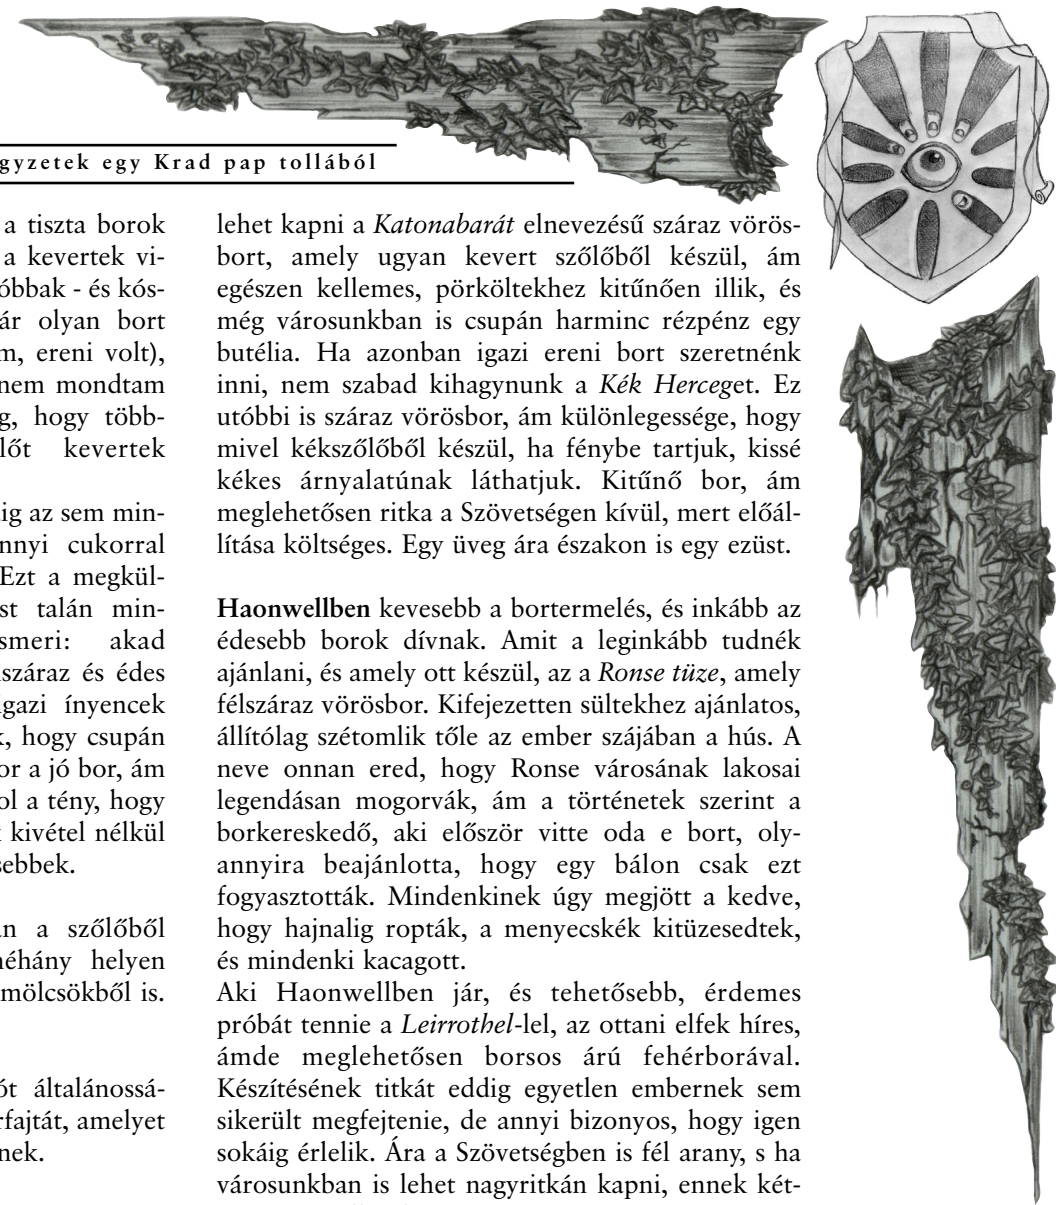 gyzetek egy Krad pap tollából
a tiszta borok
a kevertek vi-
óbbak - és kós-
ár olyan bort
m, ereni volt),
nem mondtam
g, hogy több-
lőt kevertek
ig az sem min-
nnyi cukorral
Ezt a megkül-
st talán min-
smeri: akad
száraz és édes
igazi ínyencek
k, hogy csupán
or a jó bor, ám
ol a tény, hogy
kivétel nélkül
sebbek.
n a szőlőből
néhány helyen
mölcsökből is.
ót általánossá-
rfajtát, amelyet
nek.
lehet kapni a Katonabarát elnevezésű száraz vörös-
bort, amely ugyan kevert szőlőből készül, ám
egészen kellemes, pörköltekhez kitűnően illik, és
még városunkban is csupán harminc rézpénz egy
butélia. Ha azonban igazi ereni bort szeretnénk
inni, nem szabad kihagynunk a Kék Herceget. Ez
utóbbi is száraz vörösbor, ám különlegessége, hogy
mivel kékszőlőből készül, ha fénybe tartjuk, kissé
kékes árnyalatúnak láthatjuk. Kitűnő bor, ám
meglehetősen ritka a Szövetségen kívül, mert előál-
lítása költséges. Egy üveg ára északon is egy ezüst.
Haonwellben kevesebb a bortermelés, és inkább az
édesebb borok dívnak. Amit a leginkább tudnék
ajánlani, és amely ott készül, az a Ronse tüze, amely
félszáraz vörösbor. Kifejezetten sültekhez ajánlatos,
állítólag szétomlik tőle az ember szájában a hús. A
neve onnan ered, hogy Ronse városának lakosai
legendásan mogorvák, ám a történetek szerint a
borkereskedő, aki először vitte oda e bort, oly-
annyira beajánlotta, hogy egy bálon csak ezt
fogyasztották. Mindenkinek úgy megjött a kedve,
hogy hajnalig ropták, a menyecskék kitüzesedtek,
és mindenki kacagott.
Aki Haonwellben jár, és tehetősebb, érdemes
próbát tennie a Leirrothel-lel, az ottani elfek híres,
ámde meglehetősen borsos árú fehérborával.
Készítésének titkát eddig egyetlen embernek sem
sikerült megfejtenie, de annyi bizonyos, hogy igen
sokáig érlelik. Ára a Szövetségben is fél arany, s ha
városunkban is lehet nagyritkán kapni, ennek két-